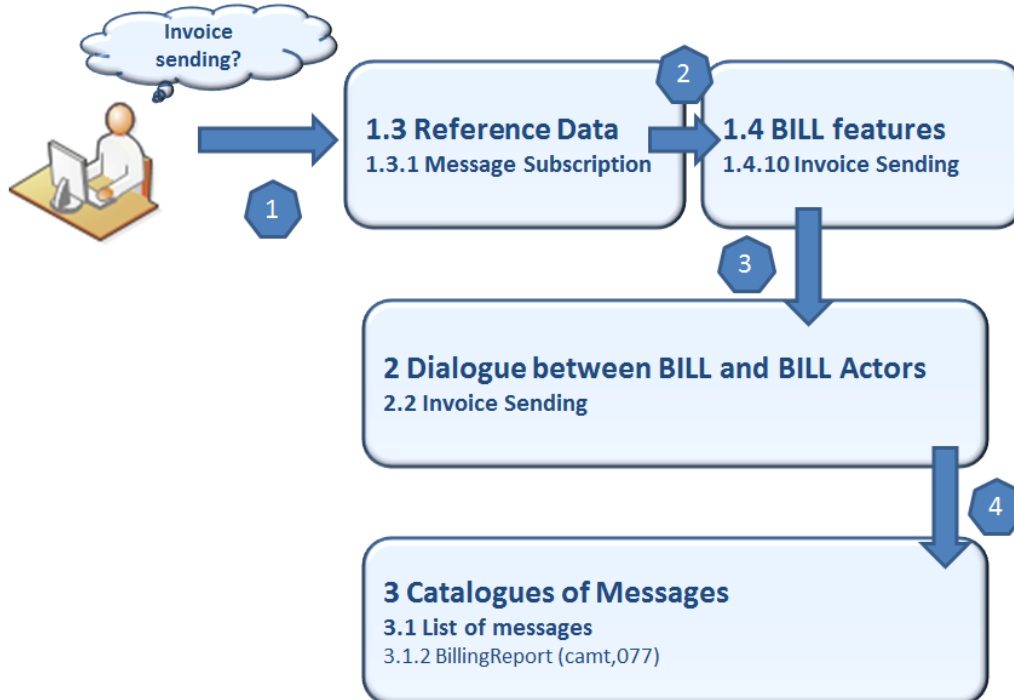 Invoice
sending?
1
1.3 Reference Data
1.3.1 Message Subscription
2
1.4 BILL features
1.4.10 Invoice Sending
3
2 Dialogue between BILL and BILL Actors
2.2 Invoice Sending
4
3 Catalogues of Messages
3.1 List of messages
3.1.2 BillingReport (camt,077)